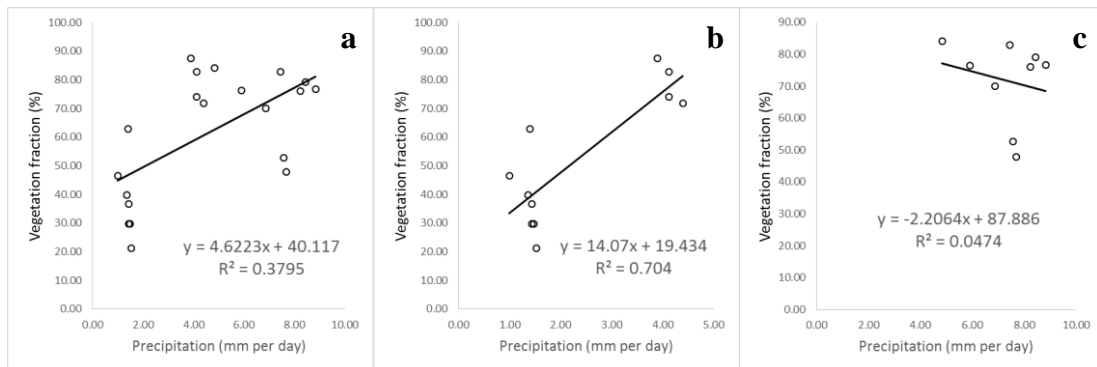 a
Vegetation fraction (%)
100.00
90.00
80.00
70.00
60.00
50.00
40.00
30.00
20.00
10.00
0.00
y = 4.6223x + 40.117
R² = 0.3795
0.00 2.00 4.00 6.00 8.00 10.00
Precipitation (mm per day)
b
Vegetation fraction (%)
100.00
90.00
80.00
70.00
60.00
50.00
40.00
30.00
20.00
10.00
0.00
y = 14.07x + 19.434
R² = 0.704
0.00 1.00 2.00 3.00 4.00 5.00
Precipitation (mm per day)
c
Vegetation fraction (%)
90.00
80.00
70.00
60.00
50.00
40.00
30.00
20.00
10.00
0.00
y = -2.2064x + 87.886
R² = 0.0474
0.00 2.00 4.00 6.00 8.00 10.00
Precipitation (mm per day)